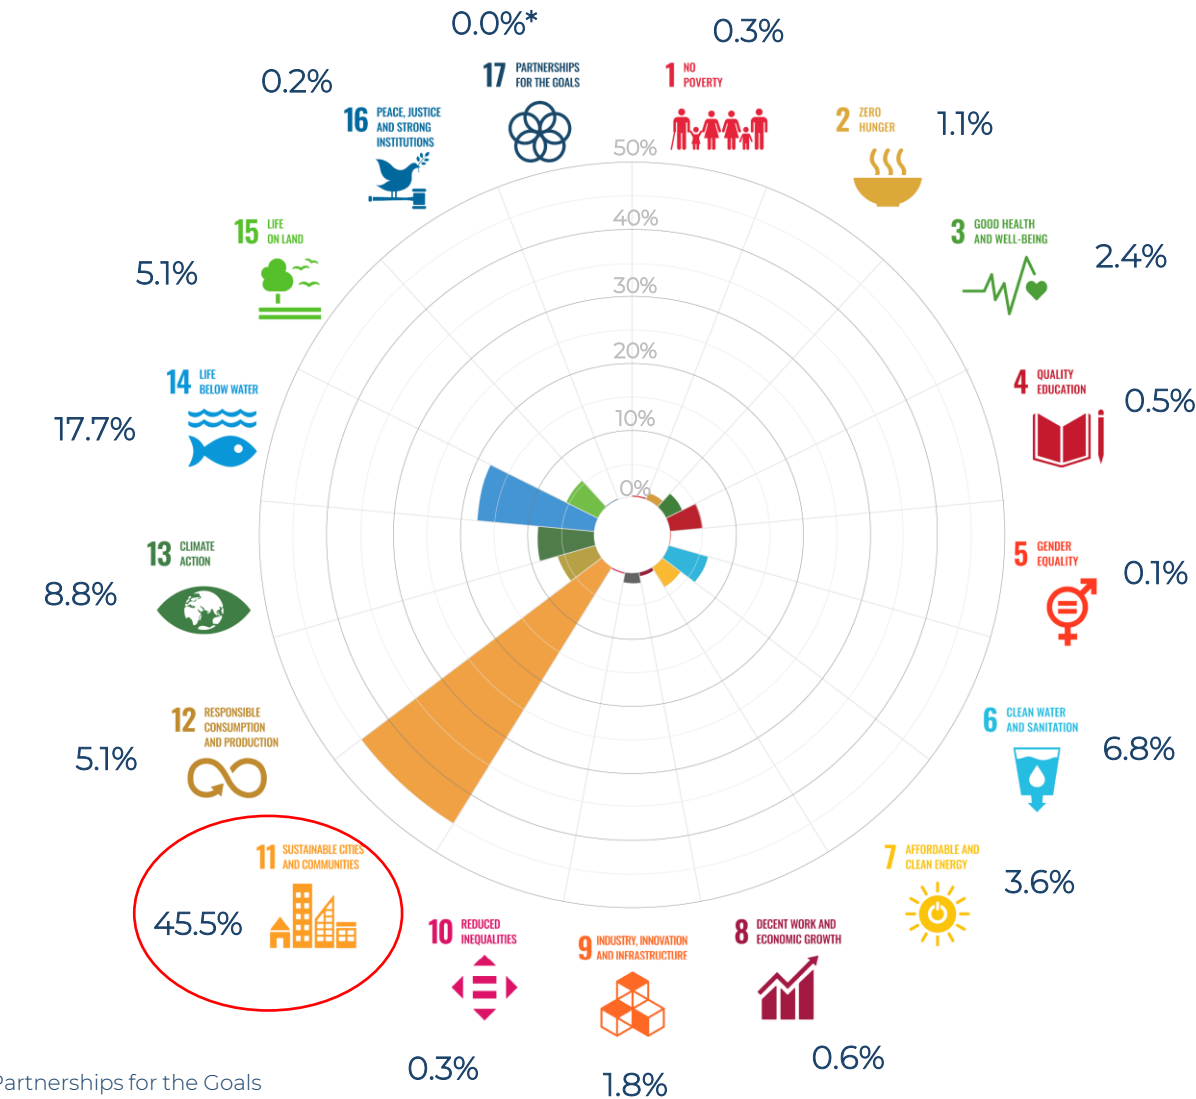 0.0%*
0.3%
17 PARTNERSHIPS
FOR THE GOALS
1 NO
POVERTY
0.2%
16 PEACE, JUSTICE
AND STRONG
INSTITUTIONS
2 ZERO
HUNGER
1.1%
50%
40%
30%
20%
10%
0%
15 LIFE
ON LAND
5.1%
3 GOOD HEALTH
AND WELL-BEING
2.4%
14 LIFE
BELOW WATER
17.7%
4 QUALITY
EDUCATION
0.5%
13 CLIMATE
ACTION
8.8%
5 GENDER
EQUALITY
0.1%
12 RESPONSIBLE
CONSUMPTION
AND PRODUCTION
5.1%
6 CLEAN WATER
AND SANITATION
6.8%
11 SUSTAINABLE CITIES
AND COMMUNITIES
45.5%
7 AFFORDABLE AND
CLEAN ENERGY
3.6%
10 REDUCED
INEQUALITIES
0.3%
9 INDUSTRY, INNOVATION
AND INFRASTRUCTURE
1.8%
8 DECENT WORK AND
ECONOMIC GROWTH
0.6%
Partnerships for the Goals